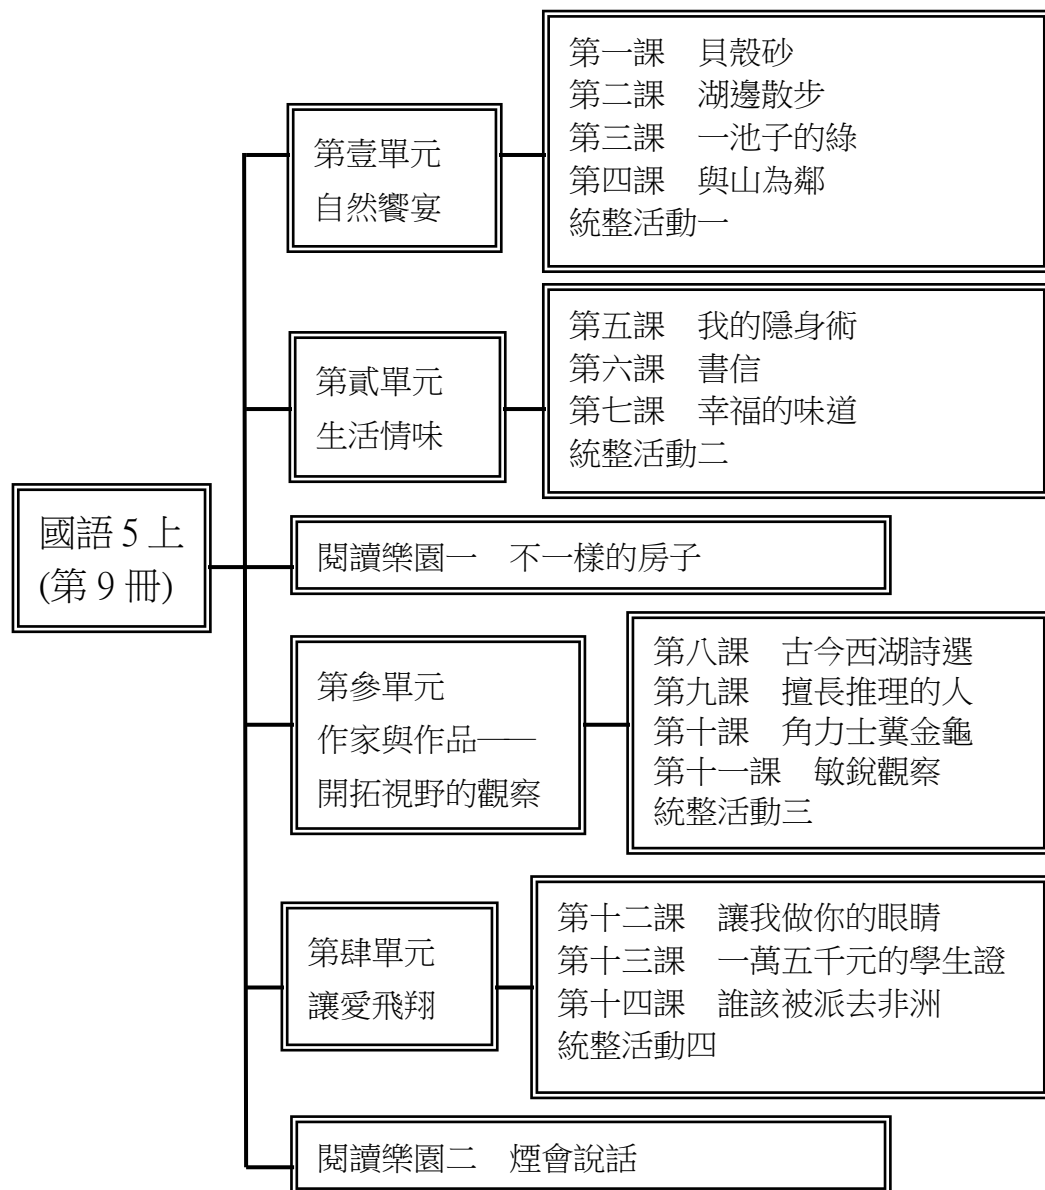 國語 5 上
(第 9 冊)
第壹單元
自然饗宴
第一課　貝殼砂
第二課　湖邊散步
第三課　一池子的綠
第四課　與山為鄰
統整活動一
第貳單元
生活情味
第五課　我的隱身術
第六課　書信
第七課　幸福的味道
統整活動二
閱讀樂園一　不一樣的房子
第參單元
作家與作品——
開拓視野的觀察
第八課　古今西湖詩選
第九課　擅長推理的人
第十課　角力士糞金龜
第十一課　敏銳觀察
統整活動三
第肆單元
讓愛飛翔
第十二課　讓我做你的眼睛
第十三課　一萬五千元的學生證
第十四課　誰該被派去非洲
統整活動四
閱讀樂園二　煙會說話